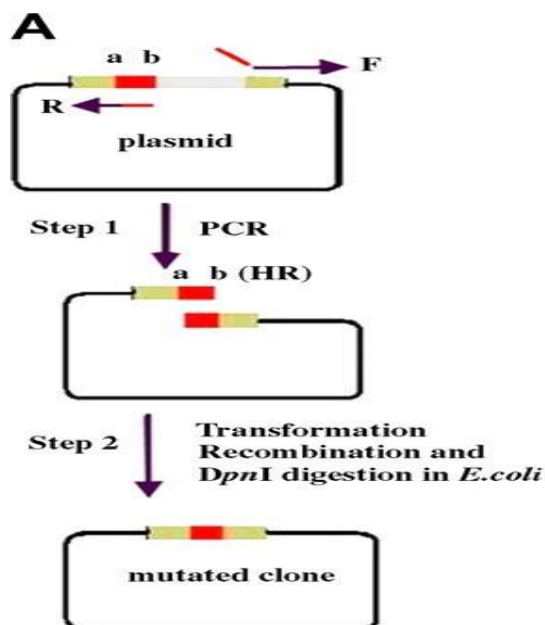 A
a b
F
R
plasmid
Step 1 PCR
a b (HR)
Step 2
Transformation
Recombination and
DpnI digestion in E.coli
mutated clone